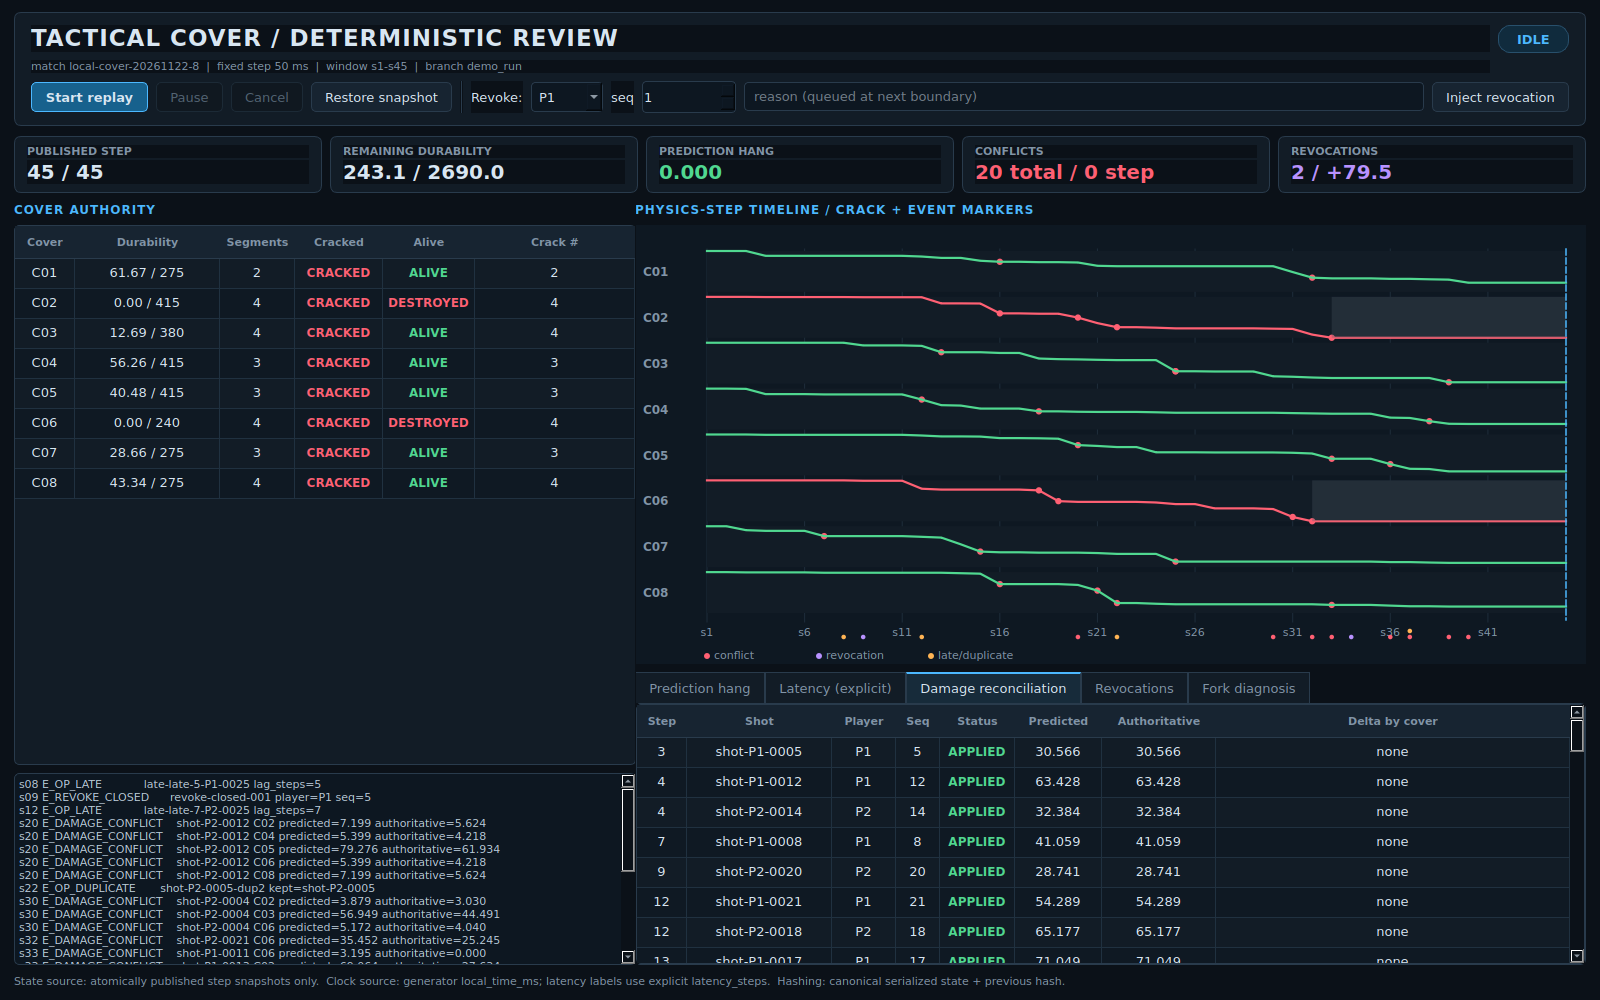 TACTICAL COVER / DETERMINISTIC REVIEW
IDLE
match local-cover-20261122-8 | fixed step 50 ms | window s1-s45 | branch demo_run
Start replay Pause Cancel Restore snapshot Revoke: P1 seq 1 reason (queued at next boundary) Inject revocation
PUBLISHED STEP
45 / 45
REMAINING DURABILITY
243.1 / 2690.0
PREDICTION HANG
0.000
CONFLICTS
20 total / 0 step
REVOCATIONS
2 / +79.5
COVER AUTHORITY
Cover Durability Segments Cracked Alive Crack #
C01 61.67 / 275 2 CRACKED ALIVE 2
C02 0.00 / 415 4 CRACKED DESTROYED 4
C03 12.69 / 380 4 CRACKED ALIVE 4
C04 56.26 / 415 3 CRACKED ALIVE 3
C05 40.48 / 415 3 CRACKED ALIVE 3
C06 0.00 / 240 4 CRACKED DESTROYED 4
C07 28.66 / 275 3 CRACKED ALIVE 3
C08 43.34 / 275 4 CRACKED ALIVE 4
s08 E_OP_LATE late-late-5-P1-0025 lag_steps=5
s09 E_REVOKE_CLOSED revoke-closed-001 player=P1 seq=5
s12 E_OP_LATE late-late-7-P2-0025 lag_steps=7
s20 E_DAMAGE_CONFLICT shot-P2-0012 C02 predicted=7.199 authoritative=5.624
s20 E_DAMAGE_CONFLICT shot-P2-0012 C04 predicted=5.399 authoritative=4.218
s20 E_DAMAGE_CONFLICT shot-P2-0012 C05 predicted=79.276 authoritative=61.934
s20 E_DAMAGE_CONFLICT shot-P2-0012 C06 predicted=5.399 authoritative=4.218
s20 E_DAMAGE_CONFLICT shot-P2-0012 C08 predicted=7.199 authoritative=5.624
s22 E_OP_DUPLICATE shot-P2-0005-dup2 kept=shot-P2-0005
s30 E_DAMAGE_CONFLICT shot-P2-0004 C02 predicted=3.879 authoritative=3.030
s30 E_DAMAGE_CONFLICT shot-P2-0004 C03 predicted=56.949 authoritative=44.491
s30 E_DAMAGE_CONFLICT shot-P2-0004 C06 predicted=5.172 authoritative=4.040
s32 E_DAMAGE_CONFLICT shot-P2-0021 C06 predicted=35.452 authoritative=25.245
s33 E_DAMAGE_CONFLICT shot-P1-0011 C06 predicted=3.195 authoritative=0.000
PHYSICS-STEP TIMELINE / CRACK + EVENT MARKERS
C01
C02
C03
C04
C05
C06
C07
C08
s1 s6 s11 s16 s21 s26 s31 s36 s41
conflict revocation late/duplicate
Prediction hang Latency (explicit) Damage reconciliation Revocations Fork diagnosis
Step Shot Player Seq Status Predicted Authoritative Delta by cover
3 shot-P1-0005 P1 5 APPLIED 30.566 30.566 none
4 shot-P1-0012 P1 12 APPLIED 63.428 63.428 none
4 shot-P2-0014 P2 14 APPLIED 32.384 32.384 none
7 shot-P1-0008 P1 8 APPLIED 41.059 41.059 none
9 shot-P2-0020 P2 20 APPLIED 28.741 28.741 none
12 shot-P1-0021 P1 21 APPLIED 54.289 54.289 none
12 shot-P2-0018 P2 18 APPLIED 65.177 65.177 none
13 shot-P1-0017 P1 17 APPLIED 71.049 71.049 none
State source: atomically published step snapshots only. Clock source: generator local_time_ms; latency labels use explicit latency_steps. Hashing: canonical serialized state + previous hash.